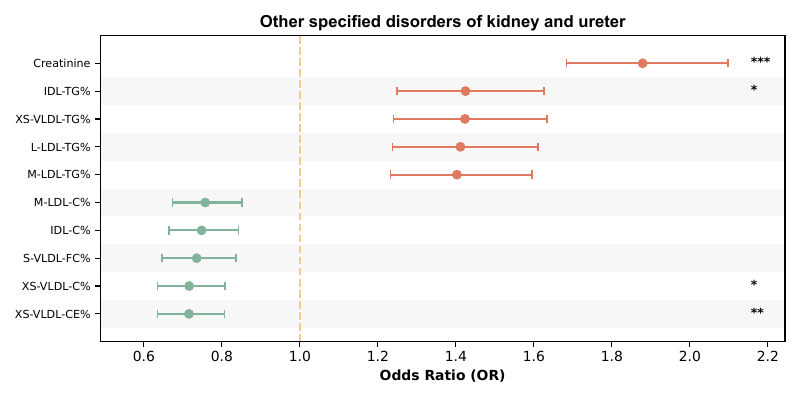 Other specified disorders of kidney and ureter
Creatinine ***
IDL-TG% *
XS-VLDL-TG%
L-LDL-TG%
M-LDL-TG%
M-LDL-C%
IDL-C%
S-VLDL-FC%
XS-VLDL-C% *
XS-VLDL-CE% **
0.6 0.8 1.0 1.2 1.4 1.6 1.8 2.0 2.2
Odds Ratio (OR)